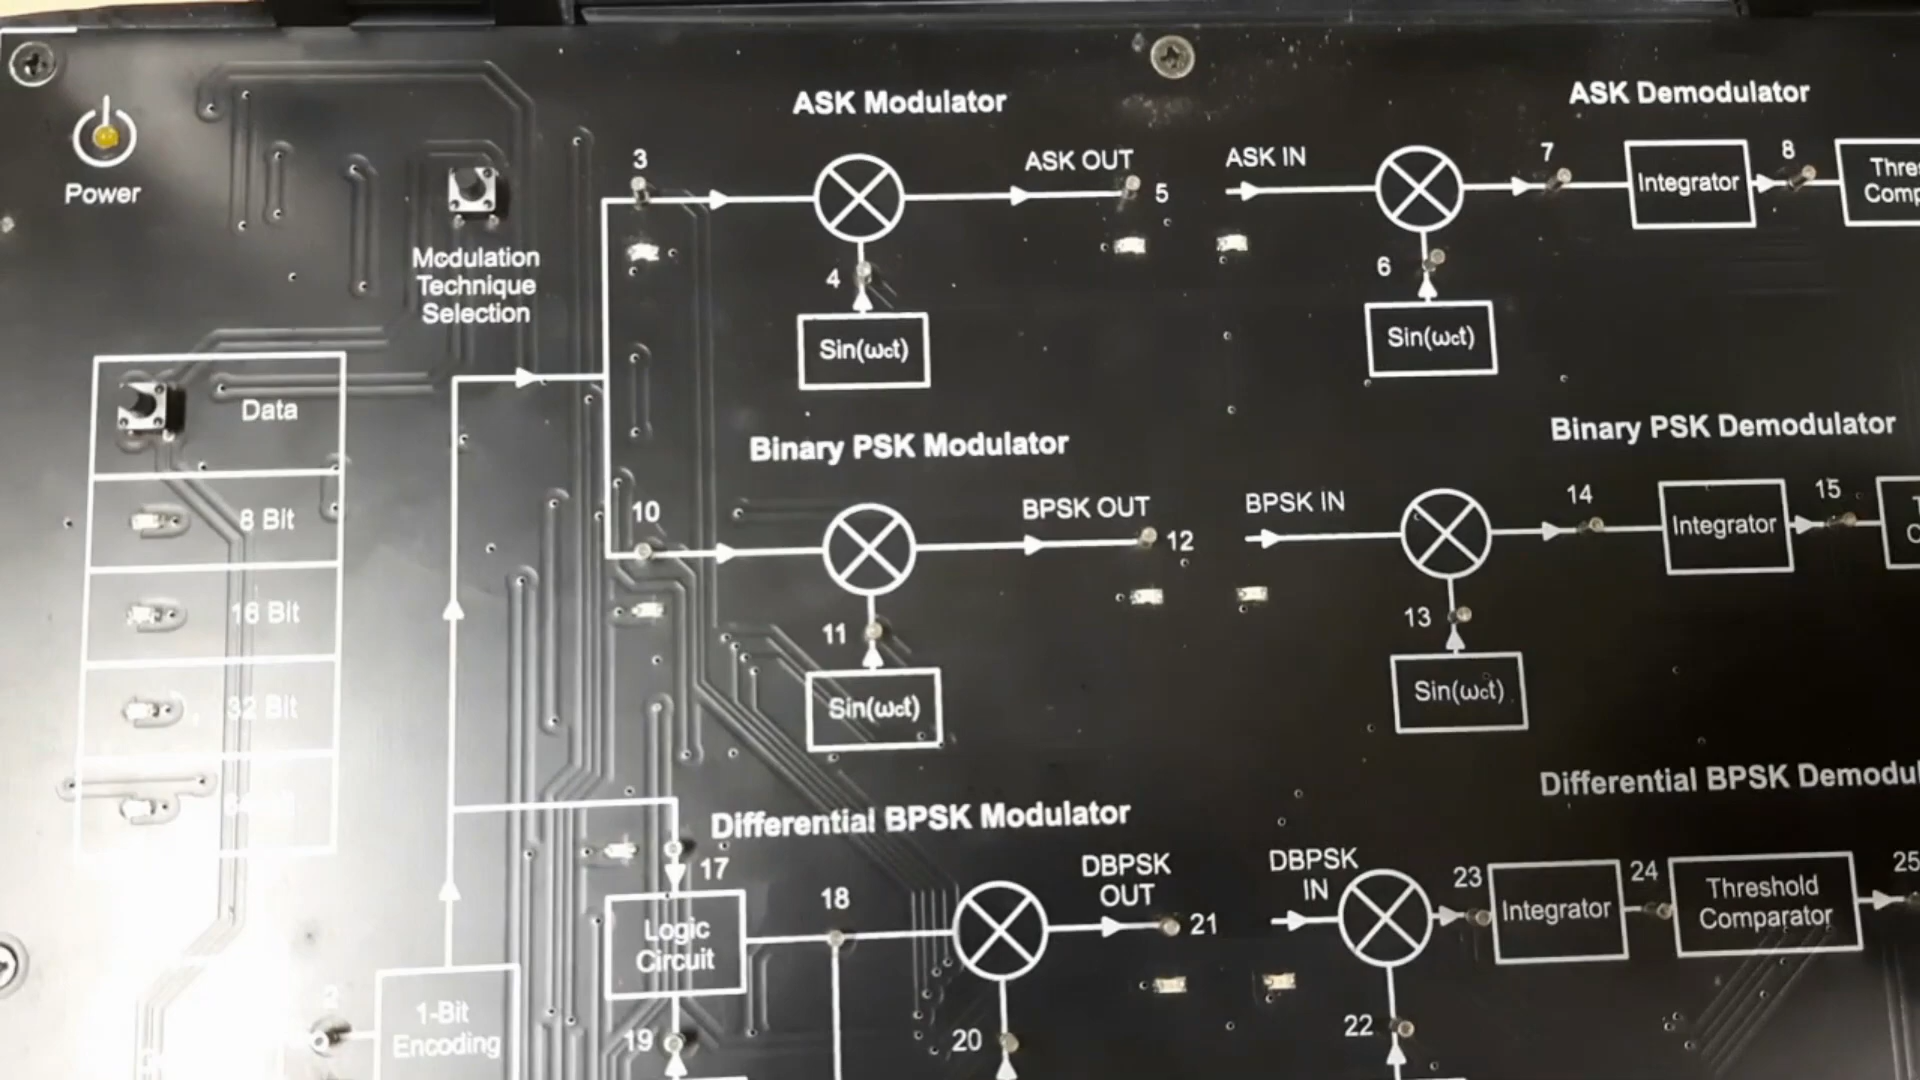 Power
Modulation
Technique
Selection
Data
8 Bit
16 Bit
32 Bit
2
1-Bit
Encoding
ASK Modulator
3
ASK OUT
5
4
Sin(ωct)
ASK Demodulator
ASK IN
7
Integrator
8
6
Sin(ωct)
Binary PSK Modulator
10
BPSK OUT
12
11
Sin(ωct)
Binary PSK Demodulator
BPSK IN
14
Integrator
15
13
Sin(ωct)
Differential BPSK Modulator
17
Logic
Circuit
18
DBPSK
OUT
21
19
20
Differential BPSK Demodu
DBPSK
IN
23
Integrator
24
Threshold
Comparator
25
22